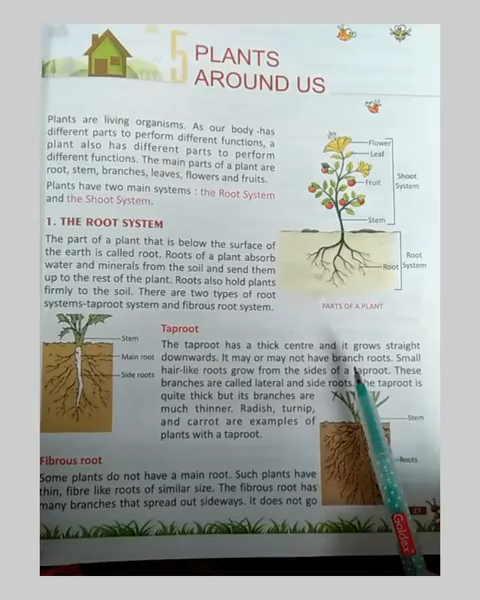 5 PLANTS
AROUND US
Plants are living organisms. As our body has
different parts to perform different functions, a
plant also has different parts to perform
different functions. The main parts of a plant are
root, stem, branches, leaves, flowers and fruits.
Plants have two main systems : the Root System
and the Shoot System.
Flower
Leaf
Fruit
Shoot
System
Stem
Root
Root
System
PARTS OF A PLANT
1. THE ROOT SYSTEM
The part of a plant that is below the surface of
the earth is called root. Roots of a plant absorb
water and minerals from the soil and send them
up to the rest of the plant. Roots also hold plants
firmly to the soil. There are two types of root
systems-taproot system and fibrous root system.
Stem
Main root
Side roots
Taproot
The taproot has a thick centre and it grows straight
downwards. It may or may not have branch roots. Small
hair-like roots grow from the sides of a taproot. These
branches are called lateral and side roots. The taproot is
quite thick but its branches are
much thinner. Radish, turnip,
and carrot are examples of
plants with a taproot.
Stem
Roots
Fibrous root
Some plants do not have a main root. Such plants have
thin, fibre like roots of similar size. The fibrous root has
many branches that spread out sideways. It does not go
27
Goldex